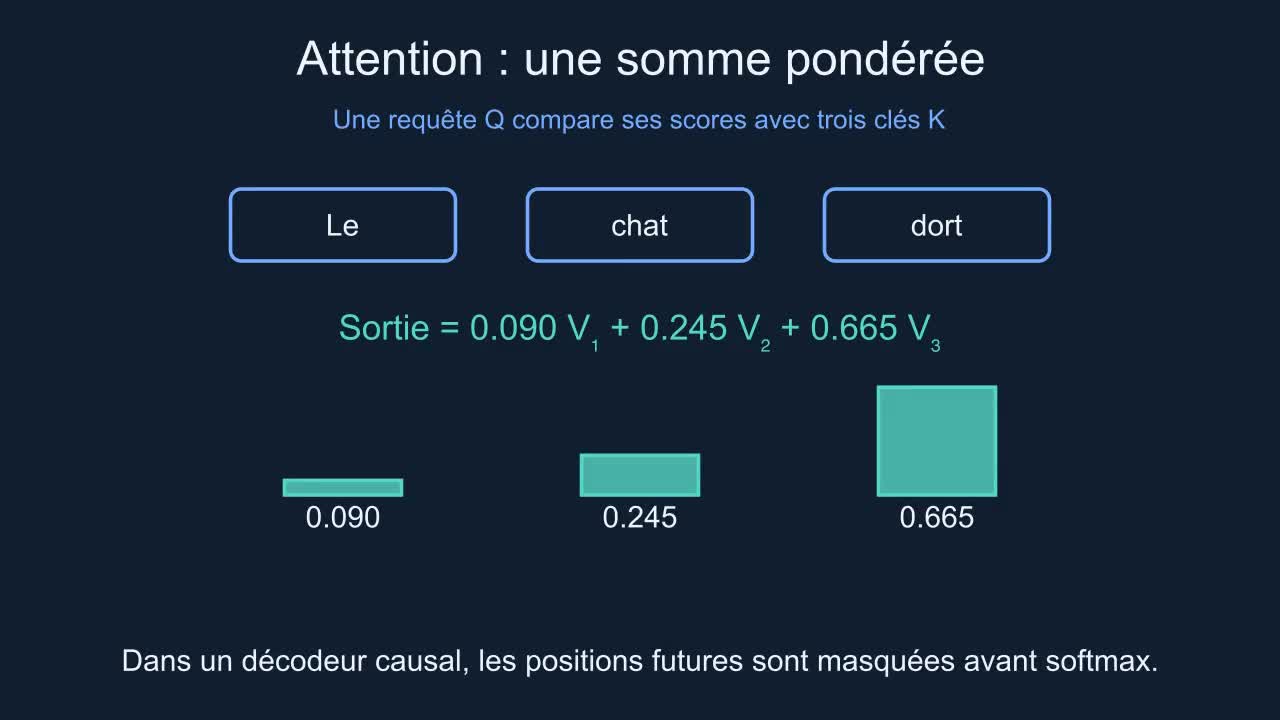 Attention : une somme pondérée
Une requête Q compare ses scores avec trois clés K
Le
chat
dort
Sortie = 0.090 V₁ + 0.245 V₂ + 0.665 V₃
0.090
0.245
0.665
Dans un décodeur causal, les positions futures sont masquées avant softmax.